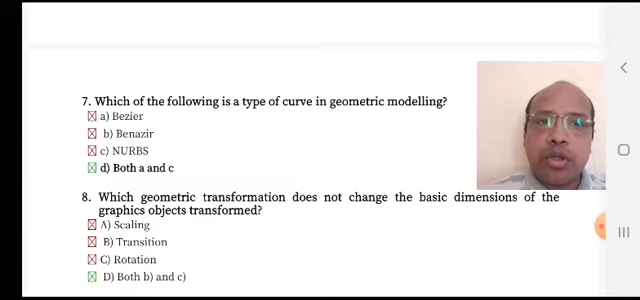 7. Which of the following is a type of curve in geometric modelling?
a) Bezier
b) Benazir
c) NURBS
d) Both a and c
8. Which geometric transformation does not change the basic dimensions of the
graphics objects transformed?
A) Scaling
B) Transition
C) Rotation
D) Both b) and c)